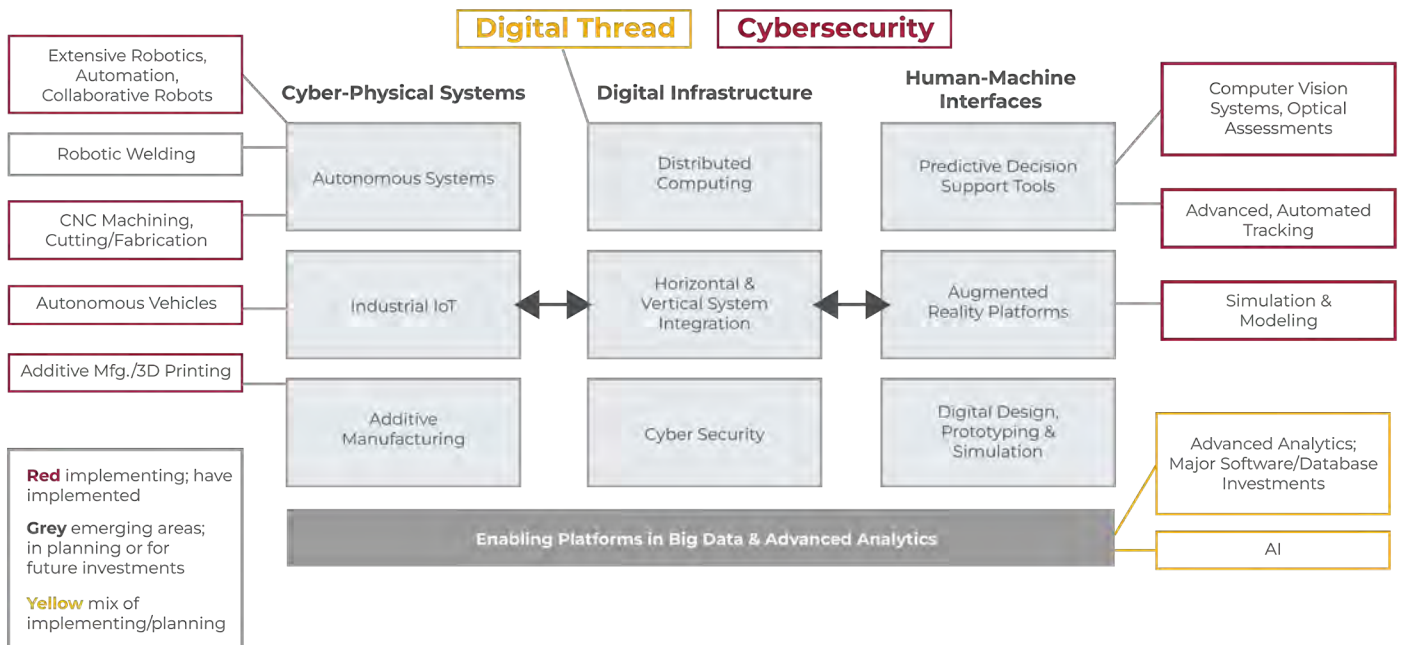 Digital Thread
Cybersecurity
Extensive Robotics,
Automation,
Collaborative Robots
Robotic Welding
CNC Machining,
Cutting/Fabrication
Autonomous Vehicles
Additive Mfg./3D Printing
Red implementing; have
implemented
Grey emerging areas;
in planning or for
future investments
Yellow mix of
implementing/planning
Cyber-Physical Systems
Autonomous Systems
Industrial IoT
Additive
Manufacturing
Digital Infrastructure
Distributed
Computing
Horizontal &
Vertical System
Integration
Cyber Security
Human-Machine
Interfaces
Predictive Decision
Support Tools
Augmented
Reality Platforms
Digital Design,
Prototyping &
Simulation
Enabling Platforms in Big Data & Advanced Analytics
Computer Vision
Systems, Optical
Assessments
Advanced, Automated
Tracking
Simulation &
Modeling
Advanced Analytics;
Major Software/Database
Investments
AI